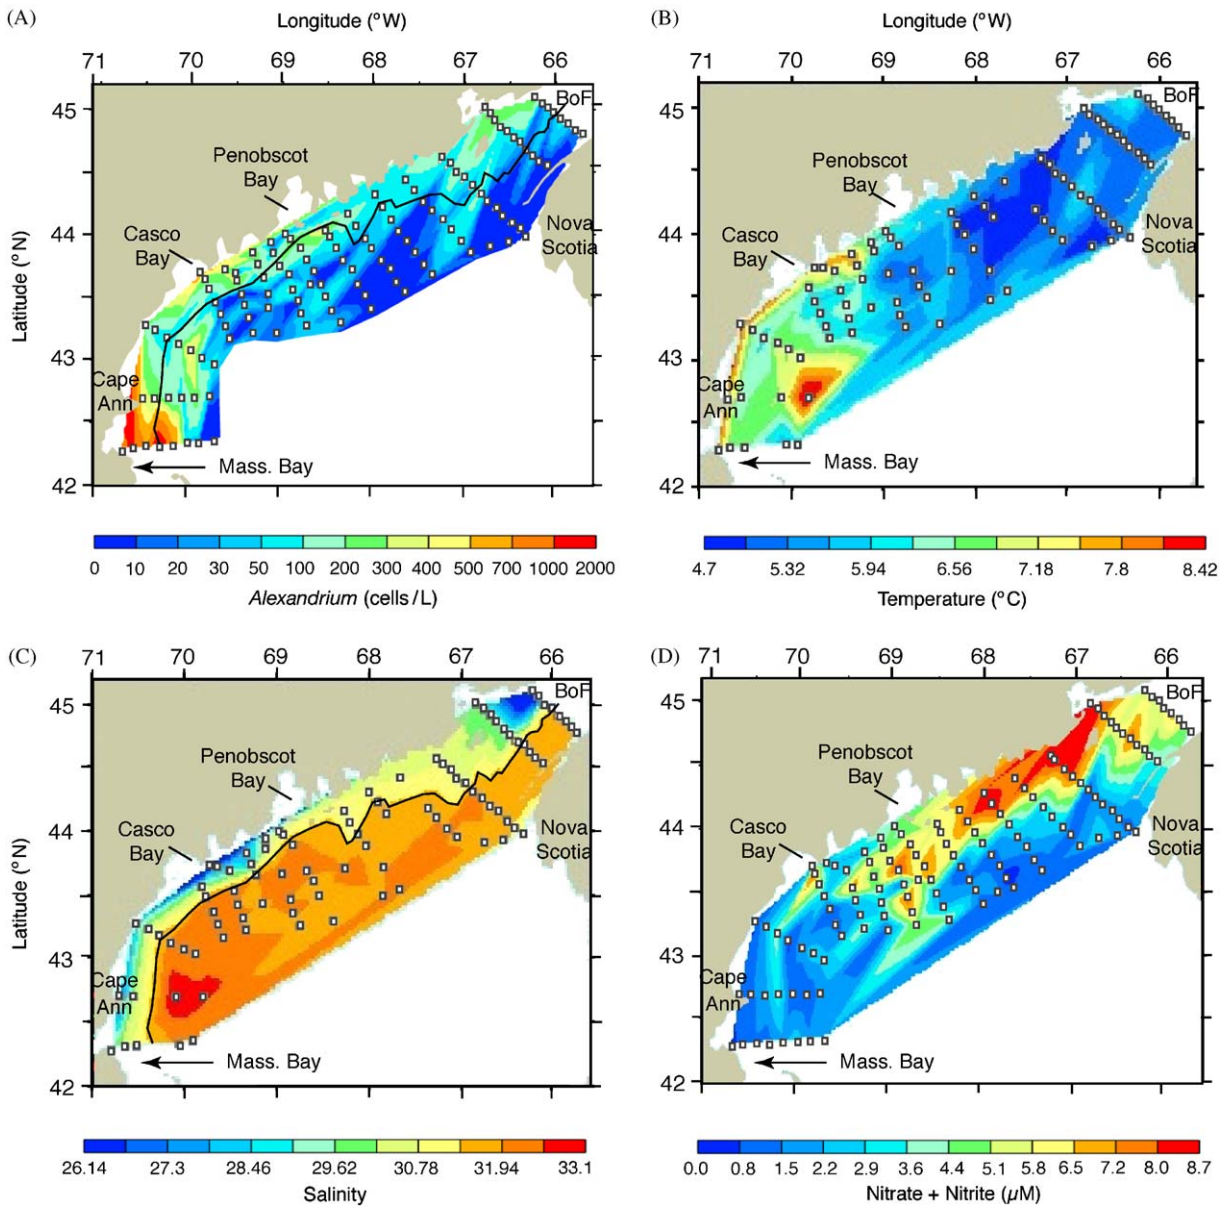 (A)
Longitude (°W)
71 70 69 68 67 66
45
44
43
42
Latitude (°N)
BoF
Penobscot
Bay
Casco
Bay
Nova
Scotia
Cape
Ann
Mass. Bay
0 10 20 30 50 100 200 300 400 500 700 1000 2000
Alexandrium (cells/L)
(B)
Longitude (°W)
71 70 69 68 67 66
45
44
43
42
BoF
Penobscot
Bay
Casco
Bay
Nova
Scotia
Cape
Ann
Mass. Bay
4.7 5.32 5.94 6.56 7.18 7.8 8.42
Temperature (°C)
(C)
71 70 69 68 67 66
45
44
43
42
Latitude (°N)
BoF
Penobscot
Bay
Casco
Bay
Nova
Scotia
Cape
Ann
Mass. Bay
26.14 27.3 28.46 29.62 30.78 31.94 33.1
Salinity
(D)
71 70 69 68 67 66
45
44
43
42
BoF
Penobscot
Bay
Casco
Bay
Nova
Scotia
Cape
Ann
Mass. Bay
0.0 0.8 1.5 2.2 2.9 3.6 4.4 5.1 5.8 6.5 7.2 8.0 8.7
Nitrate + Nitrite (µM)